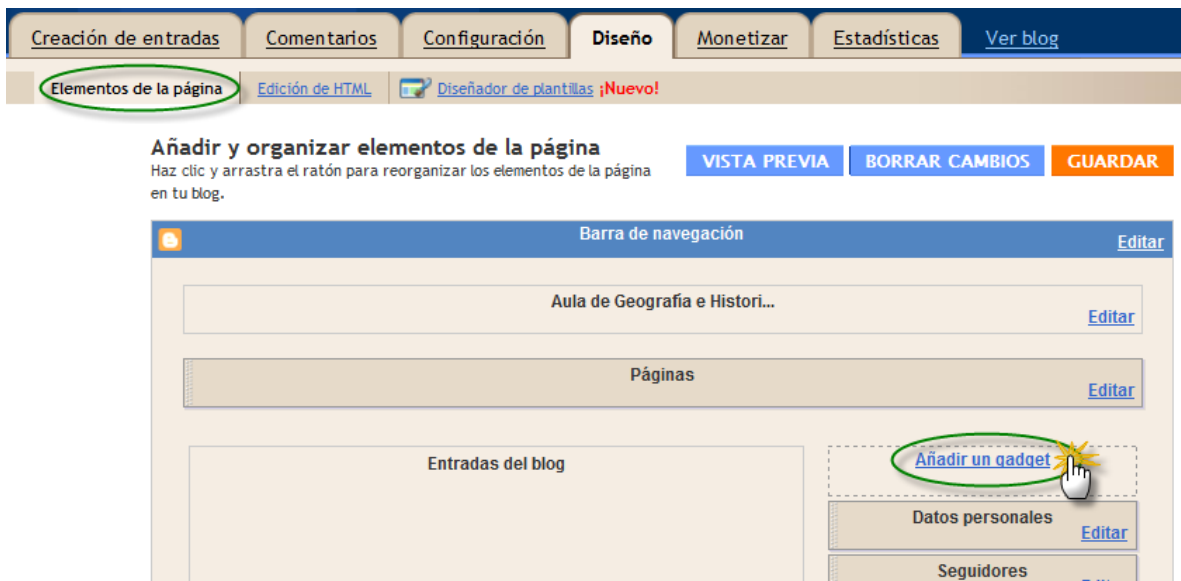 Creación de entradas Comentarios Configuración Diseño Monetizar Estadísticas Ver blog
Elementos de la página Edición de HTML Diseñador de plantillas ¡Nuevo!
Añadir y organizar elementos de la página
Haz clic y arrastra el ratón para reorganizar los elementos de la página
en tu blog.
VISTA PREVIA BORRAR CAMBIOS GUARDAR
Barra de navegación
Editar
Aula de Geografía e Histori...
Editar
Páginas
Editar
Entradas del blog
Añadir un gadget
Datos personales
Editar
Seguidores